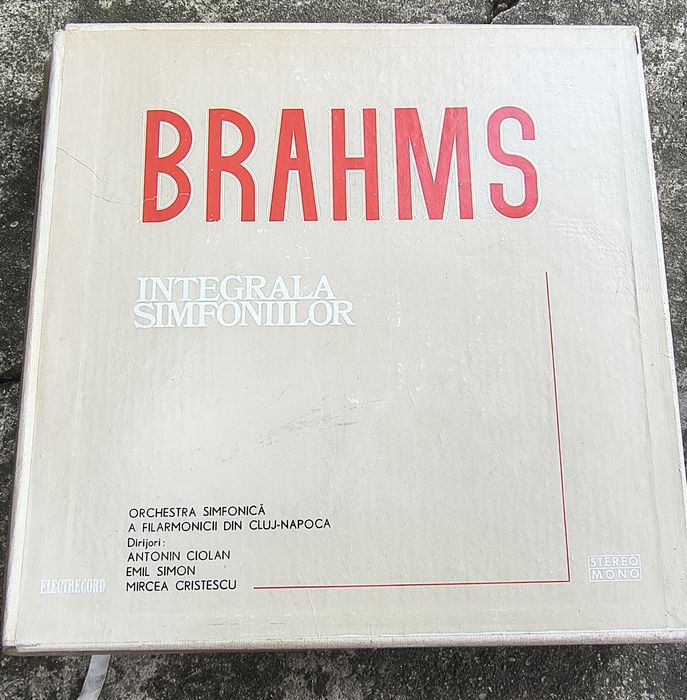 BRAHMS
INTEGRALA
SIMFONIILOR
ORCHESTRA SIMFONICĂ
A FILARMONICII DIN CLUJ-NAPOCA
Dirijori:
ANTONIN CIOLAN
EMIL SIMON
MIRCEA CRISTESCU
ELECTRECORD
STEREO
MONO